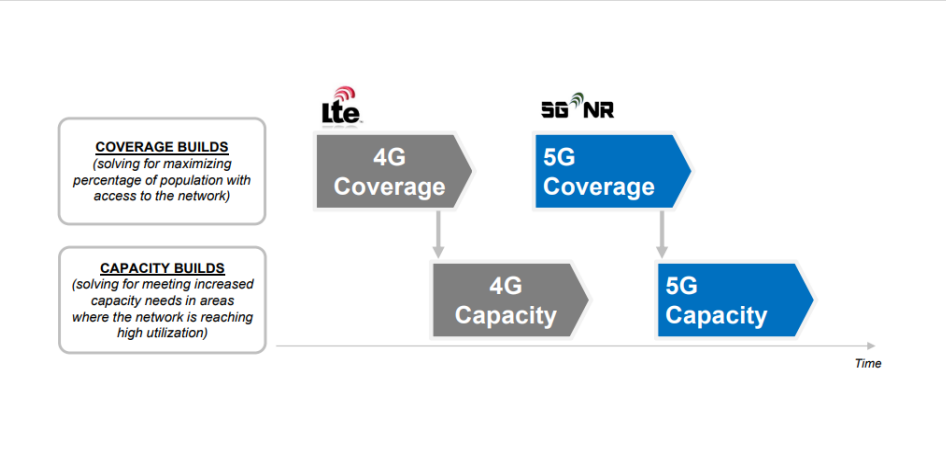 Lte
5G NR
COVERAGE BUILDS
(solving for maximizing
percentage of population with
access to the network)
4G
Coverage
5G
Coverage
CAPACITY BUILDS
(solving for meeting increased
capacity needs in areas
where the network is reaching
high utilization)
4G
Capacity
5G
Capacity
Time